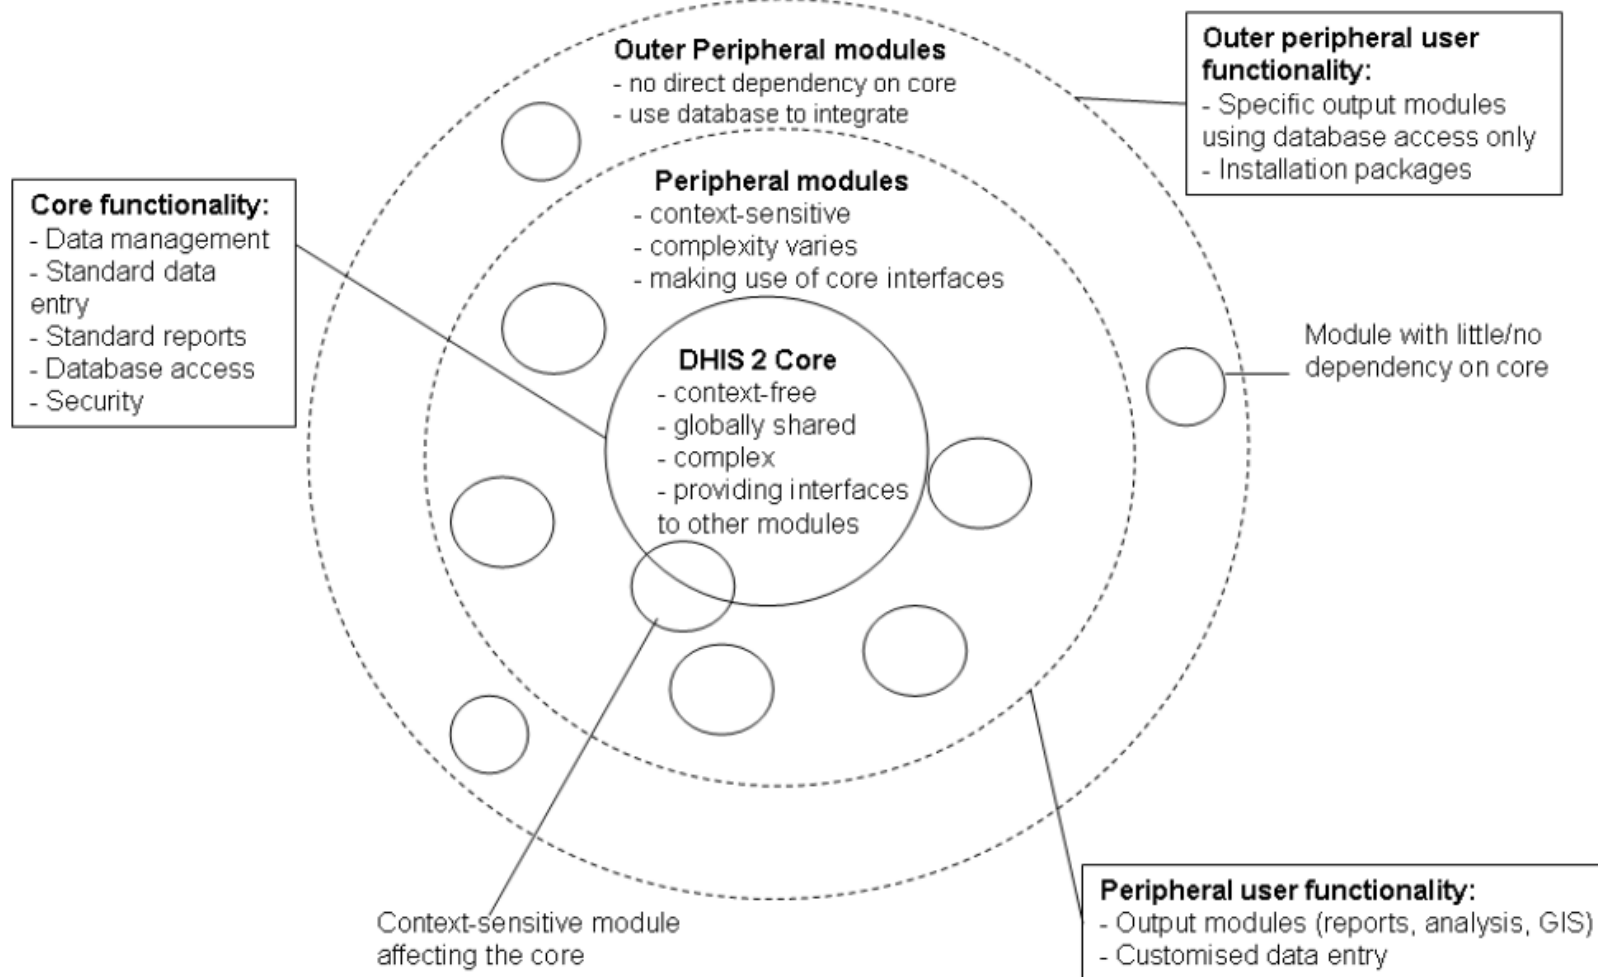 Outer Peripheral modules
- no direct dependency on core
- use database to integrate
Outer peripheral user
functionality:
- Specific output modules
using database access only
- Installation packages
Core functionality:
- Data management
- Standard data
entry
- Standard reports
- Database access
- Security
Peripheral modules
- context-sensitive
- complexity varies
- making use of core interfaces
Module with little/no
dependency on core
DHIS 2 Core
- context-free
- globally shared
- complex
- providing interfaces
to other modules
Context-sensitive module
affecting the core
Peripheral user functionality:
- Output modules (reports, analysis, GIS)
- Customised data entry